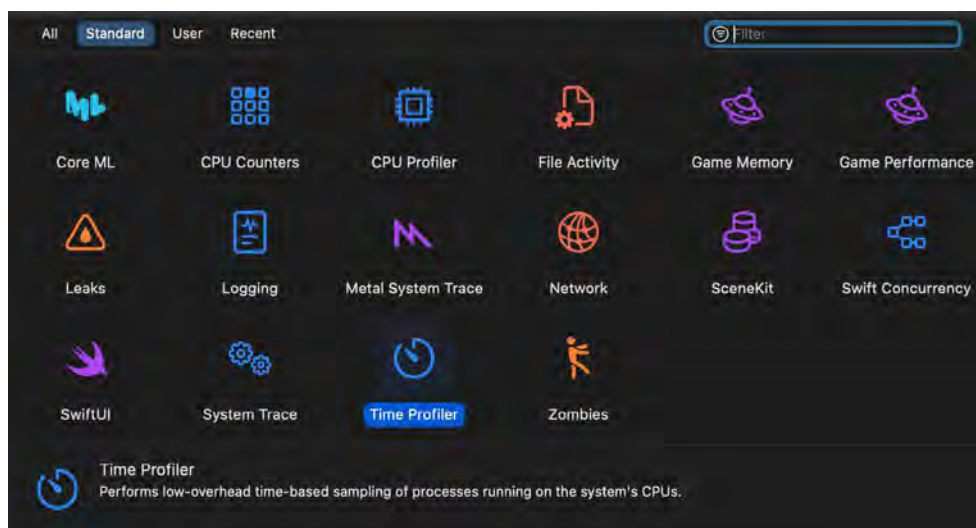 All Standard User Recent Filter
Core ML CPU Counters CPU Profiler File Activity Game Memory Game Performance
Leaks Logging Metal System Trace Network SceneKit Swift Concurrency
SwiftUI System Trace Time Profiler Zombies
Time Profiler
Performs low-overhead time-based sampling of processes running on the system's CPUs.